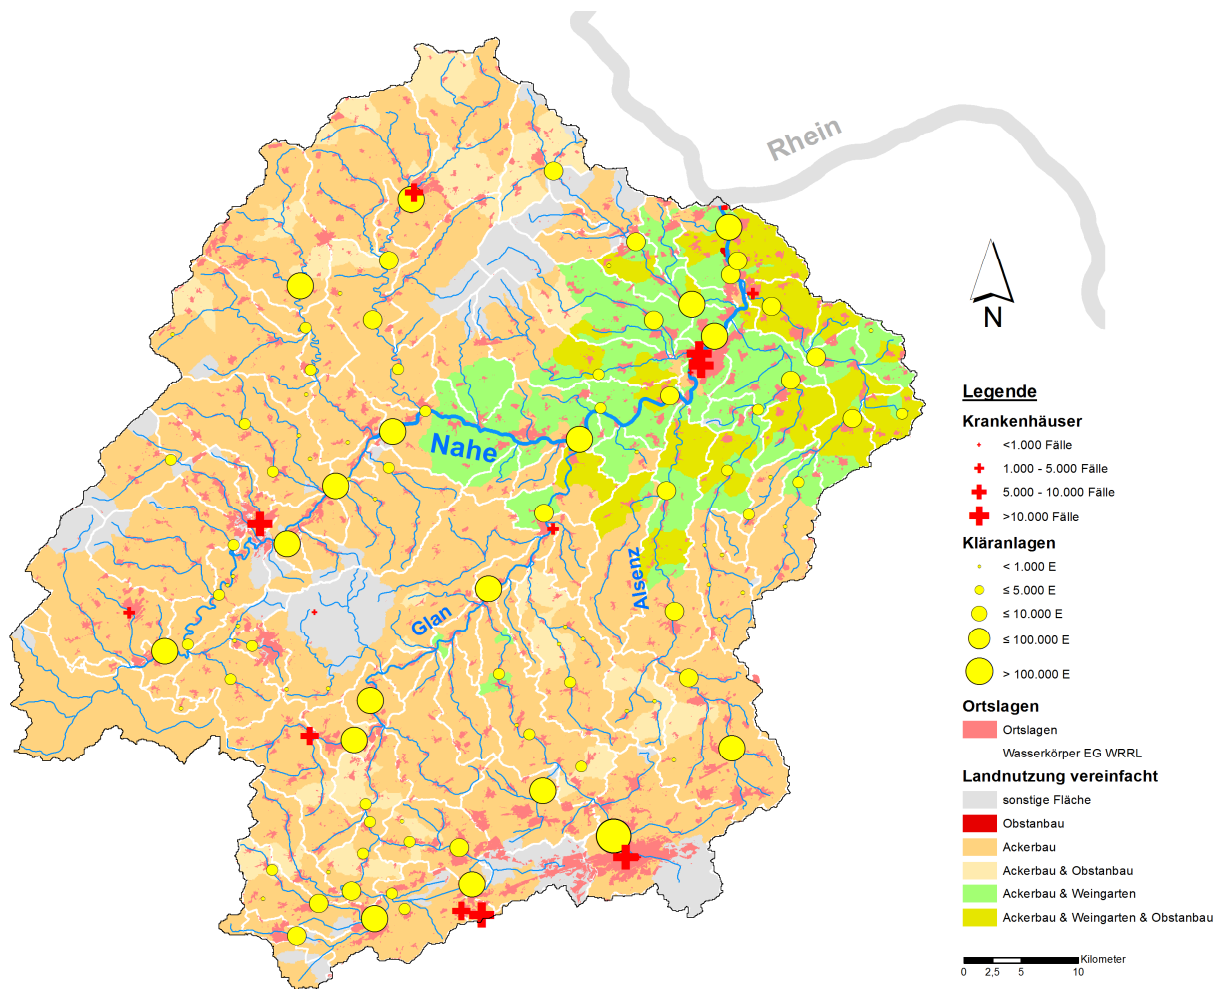 Rhein
N
Nahe
Alsenz
Glan
Legende
Krankenhäuser
<1.000 Fälle
1.000 - 5.000 Fälle
5.000 - 10.000 Fälle
>10.000 Fälle
Kläranlagen
< 1.000 E
≤ 5.000 E
≤ 10.000 E
≤ 100.000 E
> 100.000 E
Ortslagen
Ortslagen
Wasserkörper EG WRRL
Landnutzung vereinfacht
sonstige Fläche
Obstanbau
Ackerbau
Ackerbau & Obstanbau
Ackerbau & Weingarten
Ackerbau & Weingarten & Obstanbau
Kilometer
0 2,5 5 10